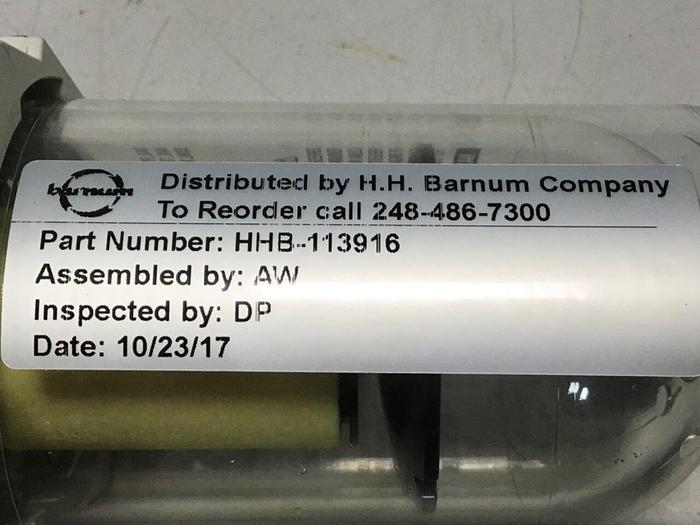 barnum
Distributed by H.H. Barnum Company
To Reorder call 248-486-7300
Part Number: HHB-113916
Assembled by: AW
Inspected by: DP
Date: 10/23/17